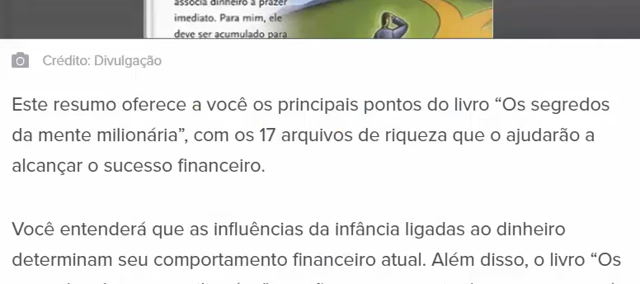 associa dinheiro a prazer
imediato. Para mim, ele
deve ser acumulado para
Crédito: Divulgação
Este resumo oferece a você os principais pontos do livro “Os segredos
da mente milionária”, com os 17 arquivos de riqueza que o ajudarão a
alcançar o sucesso financeiro.
Você entenderá que as influências da infância ligadas ao dinheiro
determinam seu comportamento financeiro atual. Além disso, o livro “Os